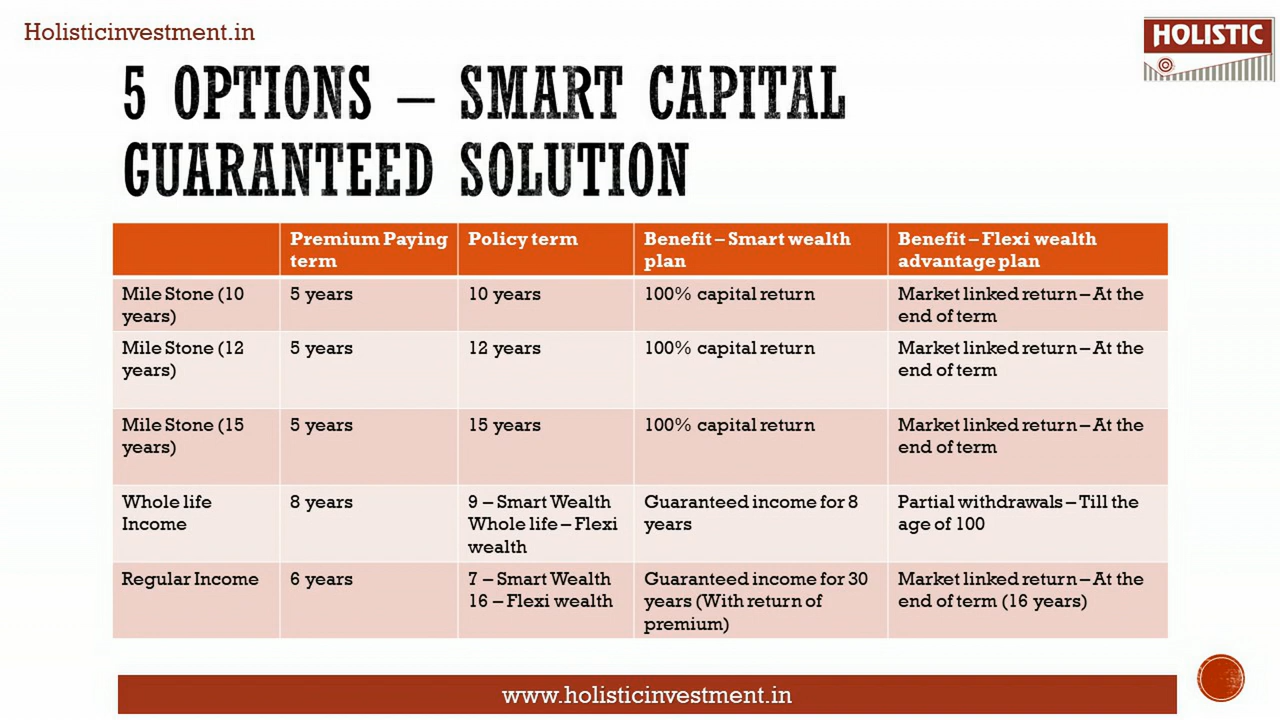 Holisticinvestment.in
HOLISTIC
5 OPTIONS – SMART CAPITAL
GUARANTEED SOLUTION
Premium Paying
term
Policy term
Benefit – Smart wealth
plan
Benefit – Flexi wealth
advantage plan
Mile Stone (10
years)
5 years
10 years
100% capital return
Market linked return – At the
end of term
Mile Stone (12
years)
5 years
12 years
100% capital return
Market linked return – At the
end of term
Mile Stone (15
years)
5 years
15 years
100% capital return
Market linked return – At the
end of term
Whole life
Income
8 years
9 – Smart Wealth
Whole life – Flexi
wealth
Guaranteed income for 8
years
Partial withdrawals – Till the
age of 100
Regular Income
6 years
7 – Smart Wealth
16 – Flexi wealth
Guaranteed income for 30
years (With return of
premium)
Market linked return – At the
end of term (16 years)
www.holisticinvestment.in